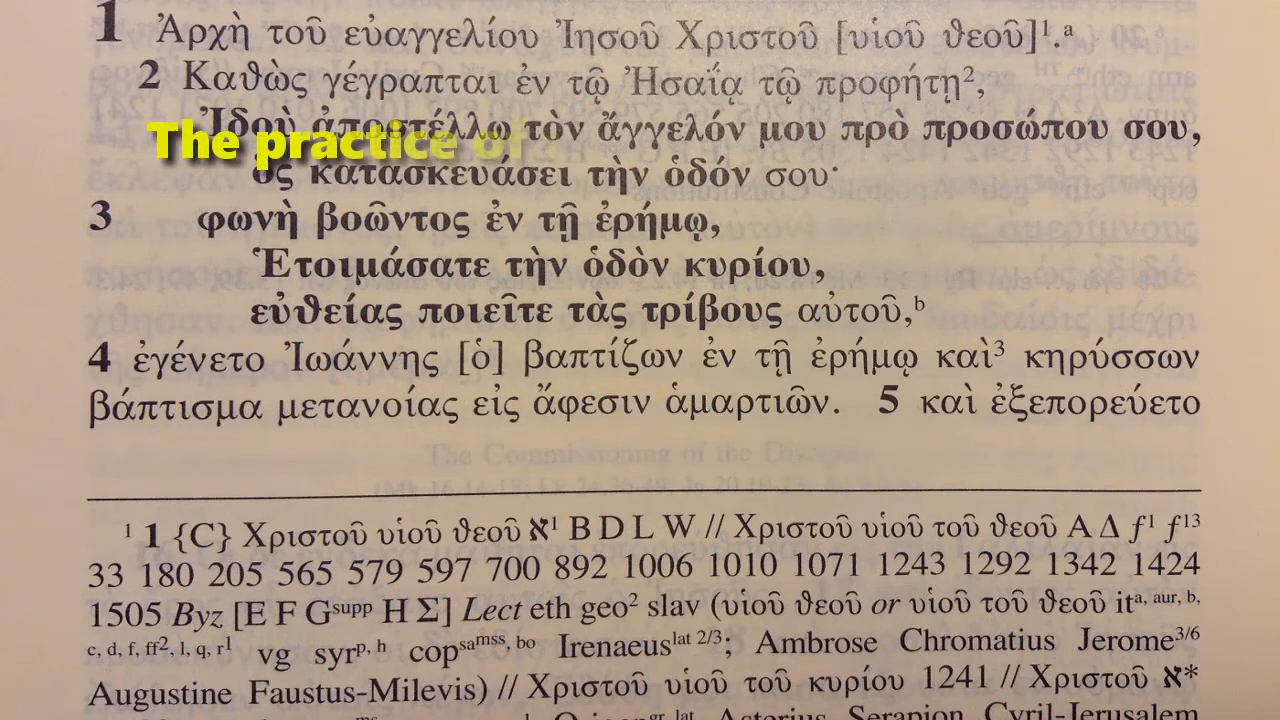 1 Ἀρχὴ τοῦ εὐαγγελίου Ἰησοῦ Χριστοῦ [υἱοῦ θεοῦ]¹.ᵃ
2 Καθὼς γέγραπται ἐν τῷ Ἠσαΐᾳ τῷ προφήτῃ²,
Ἰδοὺ ἀποστέλλω τὸν ἄγγελόν μου πρὸ προσώπου σου,
The practice of
ὃς κατασκευάσει τὴν ὁδόν σου·
3 φωνὴ βοῶντος ἐν τῇ ἐρήμῳ,
Ἑτοιμάσατε τὴν ὁδὸν κυρίου,
εὐθείας ποιεῖτε τὰς τρίβους αὐτοῦ,ᵇ
4 ἐγένετο Ἰωάννης [ὁ] βαπτίζων ἐν τῇ ἐρήμῳ καὶ³ κηρύσσων
βάπτισμα μετανοίας εἰς ἄφεσιν ἁμαρτιῶν. 5 καὶ ἐξεπορεύετο
¹ 1 {C} Χριστοῦ υἱοῦ θεοῦ ℵ¹ B D L W // Χριστοῦ υἱοῦ τοῦ θεοῦ A Δ f¹ f¹³
33 180 205 565 579 597 700 892 1006 1010 1071 1243 1292 1342 1424
1505 Byz [E F Gsupp H Σ] Lect eth geo² slav (υἱοῦ θεοῦ or υἱοῦ τοῦ θεοῦ ita, aur, b,
c, d, f, ff², l, q, r¹ vg syrp, h copsamss, bo Irenaeuslat 2/3; Ambrose Chromatius Jerome3/6
Augustine Faustus-Milevis) // Χριστοῦ υἱοῦ τοῦ κυρίου 1241 // Χριστοῦ ℵ*
Asterius Serapion Cyril-Jerusalem